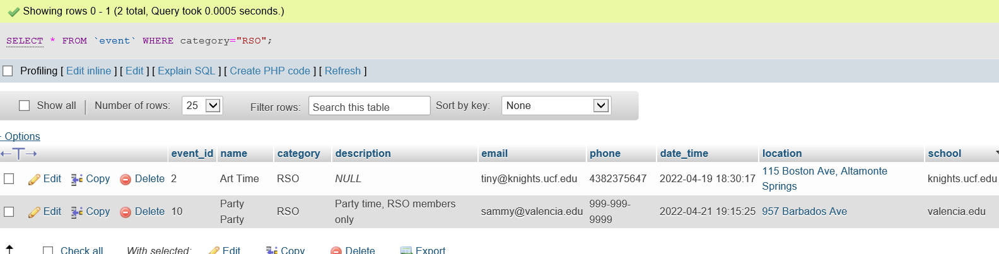 Showing rows 0 - 1 (2 total, Query took 0.0005 seconds.)
SELECT * FROM `event` WHERE category="RSO";
Profiling [ Edit inline ] [ Edit ] [ Explain SQL ] [ Create PHP code ] [ Refresh ]
Show all | Number of rows: 25 Filter rows: Search this table Sort by key: None
Options
←T→ event_id name category description email phone date_time location school
Edit Copy Delete 2 Art Time RSO NULL tiny@knights.ucf.edu 4382375647 2022-04-19 18:30:17 115 Boston Ave, Altamonte Springs knights.ucf.edu
Edit Copy Delete 10 Party Party RSO Party time, RSO members only sammy@valencia.edu 999-999-9999 2022-04-21 19:15:25 957 Barbados Ave valencia.edu
Check all With selected: Edit Copy Delete Export